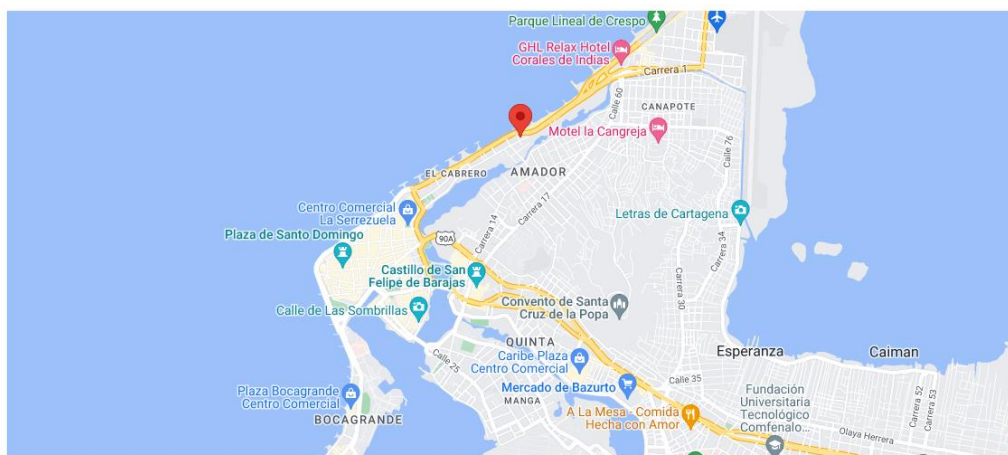 Parque Lineal de Crespo
GHL Relax Hotel
Corales de Indias
Carrera 1
Calle 60
CANAPOTE
Motel la Cangreja
Calle 76
EL CABRERO
AMADOR
Centro Comercial
La Serrezuela
Carrera 17
Letras de Cartagena
Plaza de Santo Domingo
90A
Carrera 14
Carrera 34
Castillo de San
Felipe de Barajas
Calle de Las Sombrillas
Convento de Santa
Cruz de la Popa
Carrera 30
QUINTA
Calle 25
Caribe Plaza
Centro Comercial
Esperanza
Caiman
Plaza Bocagrande
Centro Comercial
MANGA
Mercado de Bazurto
Calle 35
BOCAGRANDE
A La Mesa - Comida
Hecha con Amor
Fundación
Universitaria
Tecnológico
Comfenalo...
Carrera 52
Carrera 53
Olaya Herrera